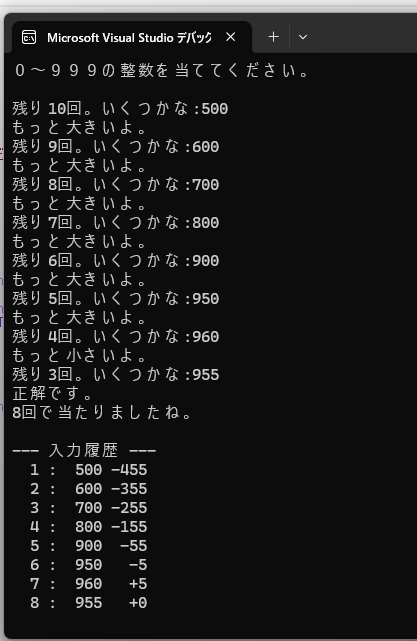 Microsoft Visual Studio デバッグ
０～９９９の整数を当ててください。
残り10回。いくつかな:500
もっと大きいよ。
残り9回。いくつかな:600
もっと大きいよ。
残り8回。いくつかな:700
もっと大きいよ。
残り7回。いくつかな:800
もっと大きいよ。
残り6回。いくつかな:900
もっと大きいよ。
残り5回。いくつかな:950
もっと大きいよ。
残り4回。いくつかな:960
もっと小さいよ。
残り3回。いくつかな:955
正解です。
8回で当たりましたね。
--- 入力履歴 ---
1 : 500 -455
2 : 600 -355
3 : 700 -255
4 : 800 -155
5 : 900 -55
6 : 950 -5
7 : 960 +5
8 : 955 +0